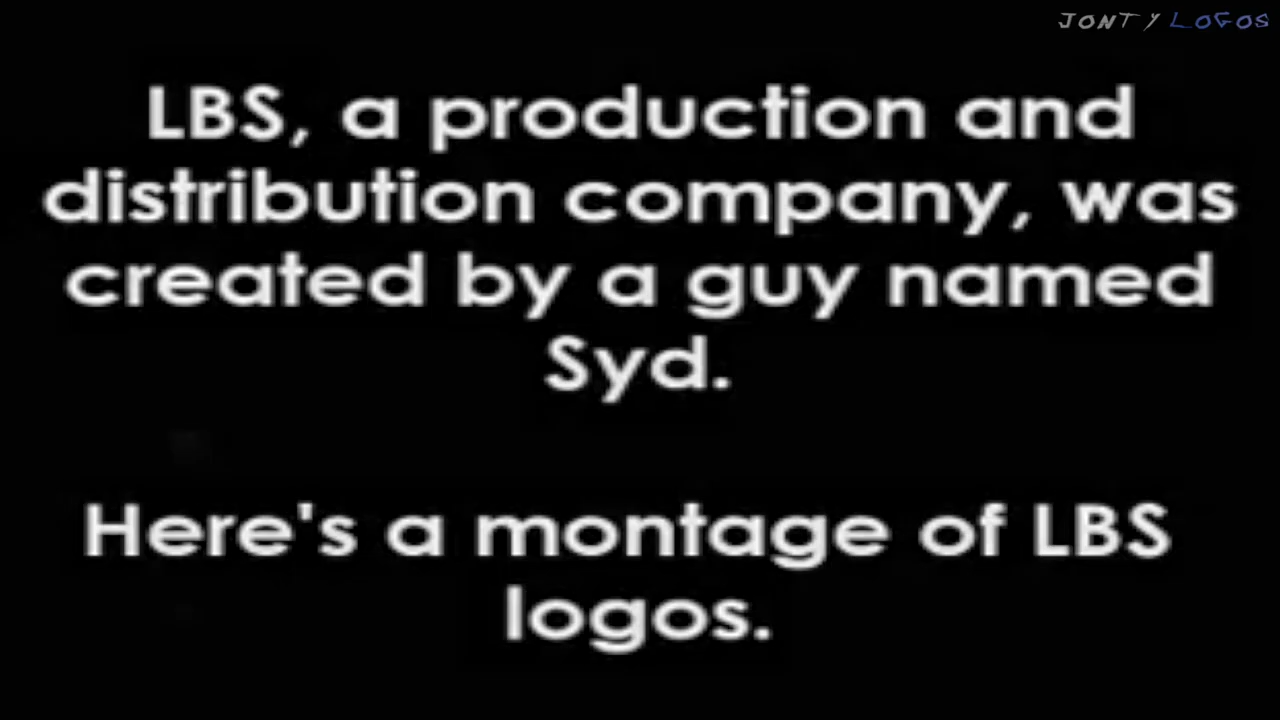 JONTY LOGOS
LBS, a production and
distribution company, was
created by a guy named
Syd.
Here's a montage of LBS
logos.